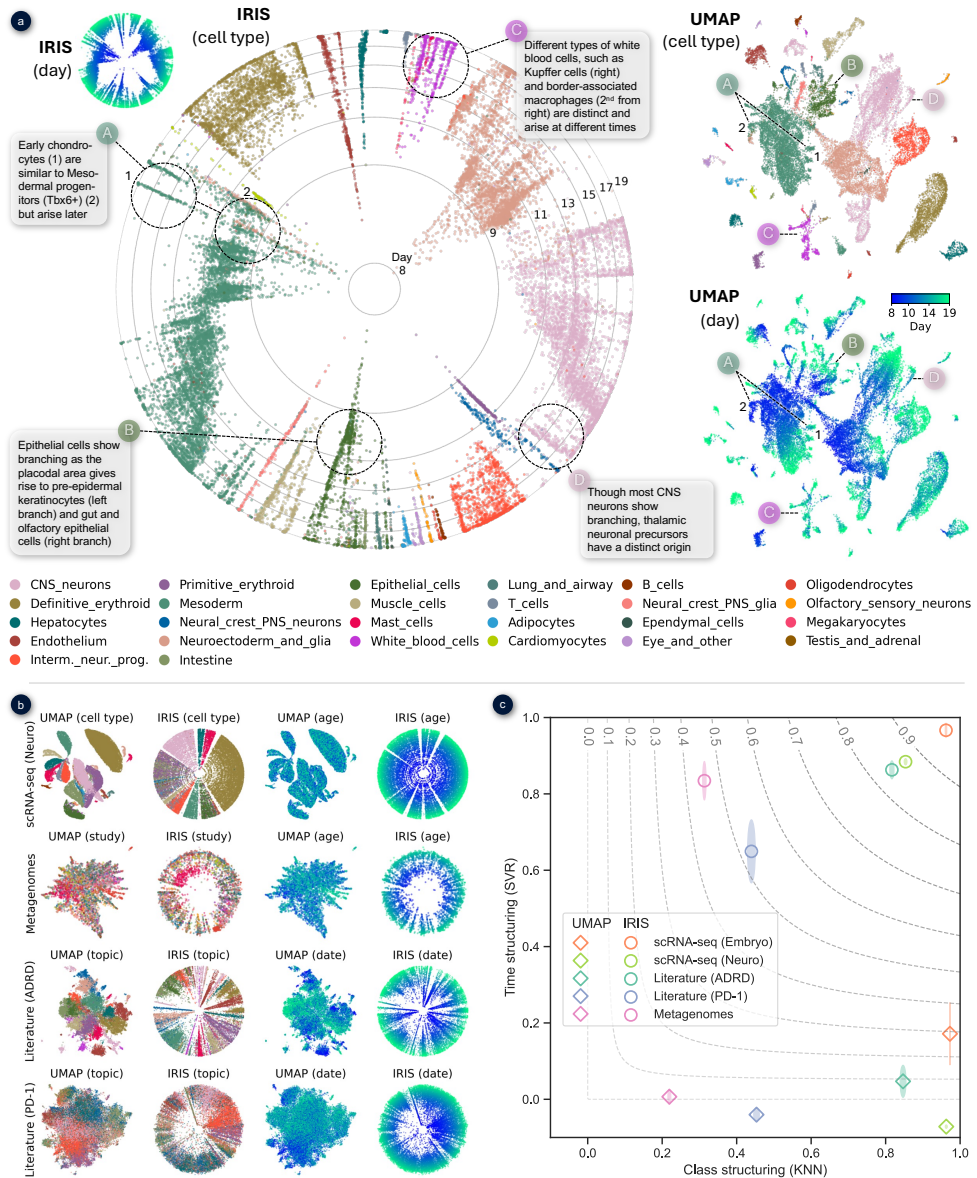 a
IRIS
(day)
IRIS
(cell type)
UMAP
(cell type)
A
Early chondro-
cytes (1) are
similar to Meso-
dermal progen-
itors (Tbx6+) (2)
but arise later
1
2
C
Different types of white
blood cells, such as
Kupffer cells (right)
and border-associated
macrophages (2nd from
right) are distinct and
arise at different times
Day
8
9
11
13
15
17
19
B
Epithelial cells show
branching as the
placodal area gives
rise to pre-epidermal
keratinocytes (left
branch) and gut and
olfactory epithelial
cells (right branch)
D
Though most CNS
neurons show
branching, thalamic
neuronal precursors
have a distinct origin
A
B
D
2
1
C
UMAP
(day)
8 10 14 19
Day
A
B
D
2
1
C
CNS_neurons
Primitive_erythroid
Epithelial_cells
Lung_and_airway
B_cells
Oligodendrocytes
Definitive_erythroid
Mesoderm
Muscle_cells
T_cells
Neural_crest_PNS_glia
Olfactory_sensory_neurons
Hepatocytes
Neural_crest_PNS_neurons
Mast_cells
Adipocytes
Ependymal_cells
Megakaryocytes
Endothelium
Neuroectoderm_and_glia
White_blood_cells
Cardiomyocytes
Eye_and_other
Testis_and_adrenal
Interm._neur._prog.
Intestine
b
UMAP (cell type)
IRIS (cell type)
UMAP (age)
IRIS (age)
scRNA-seq (Neuro)
UMAP (study)
IRIS (study)
UMAP (age)
IRIS (age)
Metagenomes
UMAP (topic)
IRIS (topic)
UMAP (date)
IRIS (date)
Literature (ADRD)
UMAP (topic)
IRIS (topic)
UMAP (date)
IRIS (date)
Literature (PD-1)
c
1.0
0.8
0.6
0.4
0.2
0.0
Time structuring (SVR)
0.0 0.1 0.2 0.3 0.4 0.5 0.6 0.7 0.8 0.9
UMAP IRIS
scRNA-seq (Embryo)
scRNA-seq (Neuro)
Literature (ADRD)
Literature (PD-1)
Metagenomes
0.0 0.2 0.4 0.6 0.8 1.0
Class structuring (KNN)